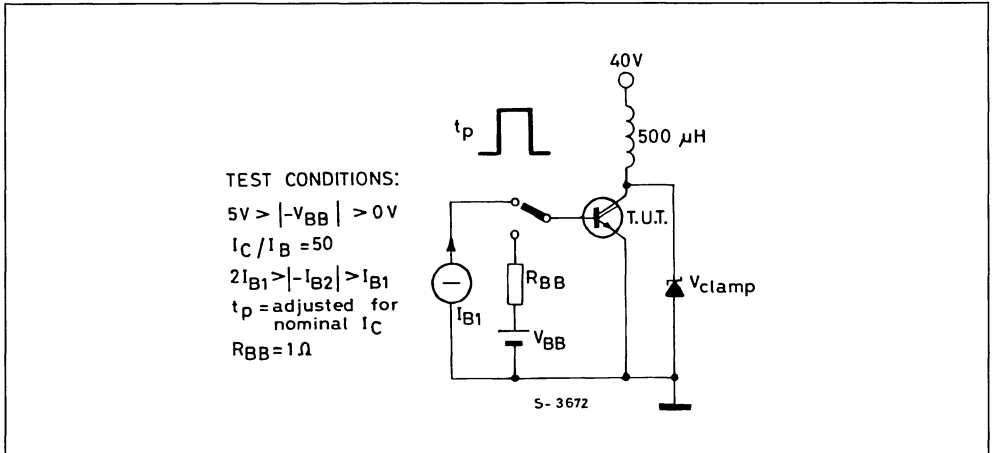 40V
tp
500 μH
TEST CONDITIONS:
5V > |-VBB| > 0V
IC/IB = 50
2IB1 > |-IB2| > IB1
tp = adjusted for
nominal IC
RBB = 1Ω
T.U.T.
RBB
IB1
VBB
Vclamp
S-3672